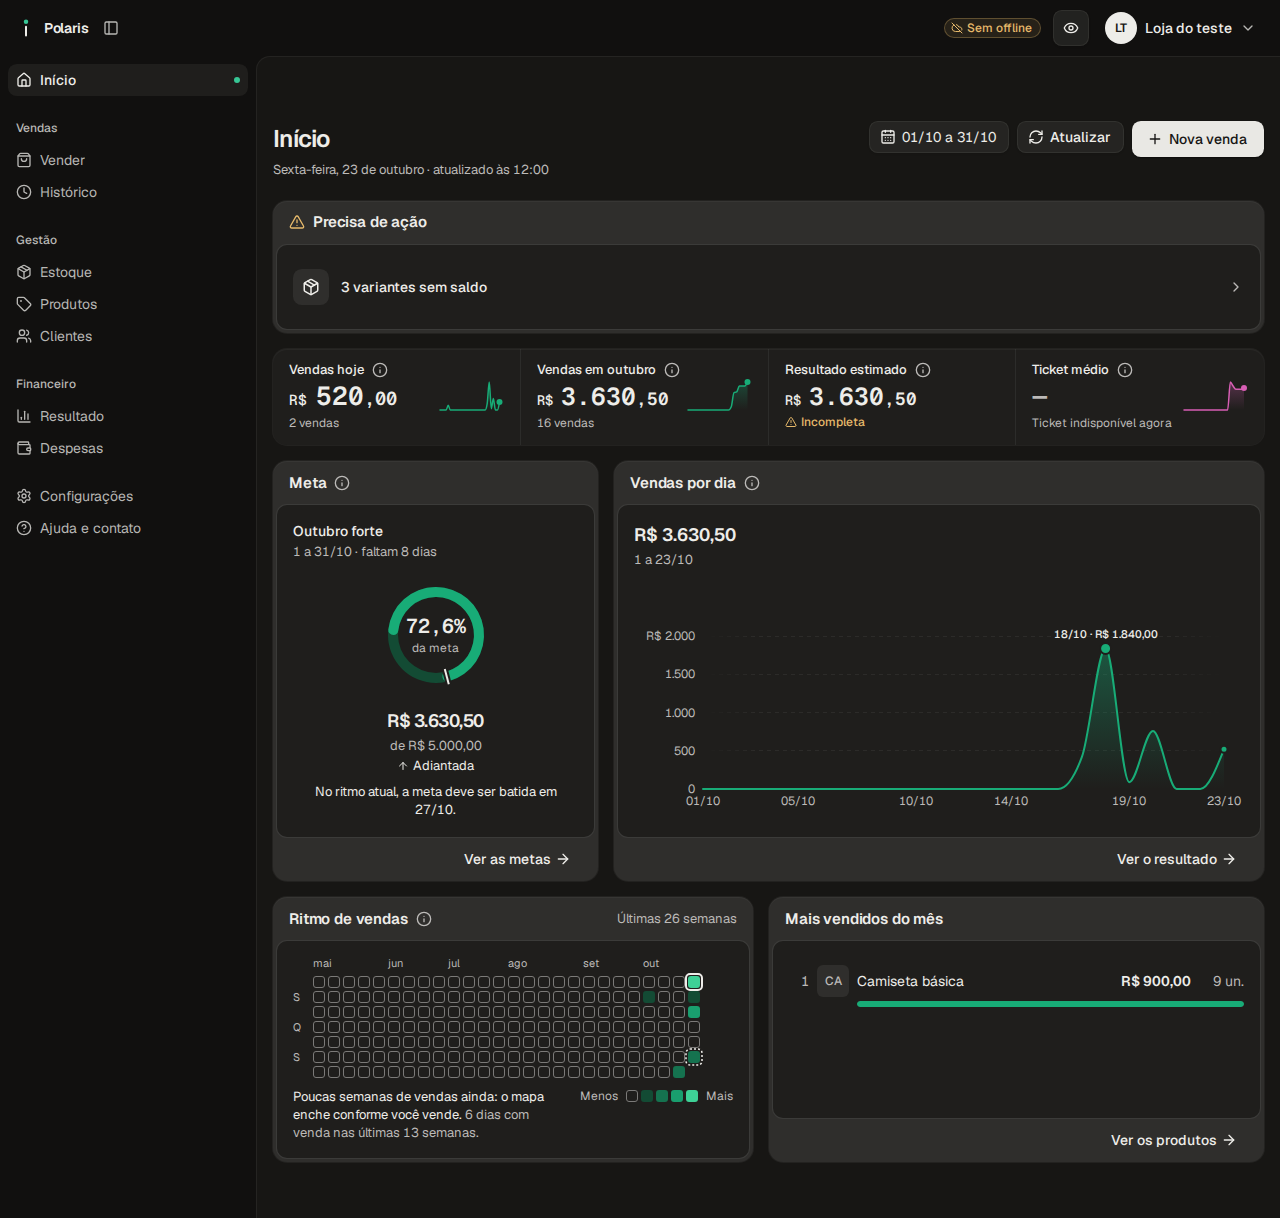 Polaris
Sem offline
LT
Loja do teste
Início
Vendas
Vender
Histórico
Gestão
Estoque
Produtos
Clientes
Financeiro
Resultado
Despesas
Configurações
Ajuda e contato
Início
Sexta-feira, 23 de outubro · atualizado às 12:00
01/10 a 31/10
Atualizar
Nova venda
Precisa de ação
3 variantes sem saldo
Vendas hoje
R$ 520,00
2 vendas
Vendas em outubro
R$ 3.630,50
16 vendas
Resultado estimado
R$ 3.630,50
Incompleta
Ticket médio
—
Ticket indisponível agora
Meta
Outubro forte
1 a 31/10 · faltam 8 dias
72,6%
da meta
R$ 3.630,50
de R$ 5.000,00
Adiantada
No ritmo atual, a meta deve ser batida em
27/10.
Ver as metas
Vendas por dia
R$ 3.630,50
1 a 23/10
18/10 · R$ 1.840,00
R$ 2.000
1.500
1.000
500
0
01/10 05/10 10/10 14/10 19/10 23/10
Ver o resultado
Ritmo de vendas
Últimas 26 semanas
mai jun jul ago set out
S
Q
S
Poucas semanas de vendas ainda: o mapa
enche conforme você vende. 6 dias com
venda nas últimas 13 semanas.
Menos
Mais
Mais vendidos do mês
1 CA Camiseta básica R$ 900,00 9 un.
Ver os produtos